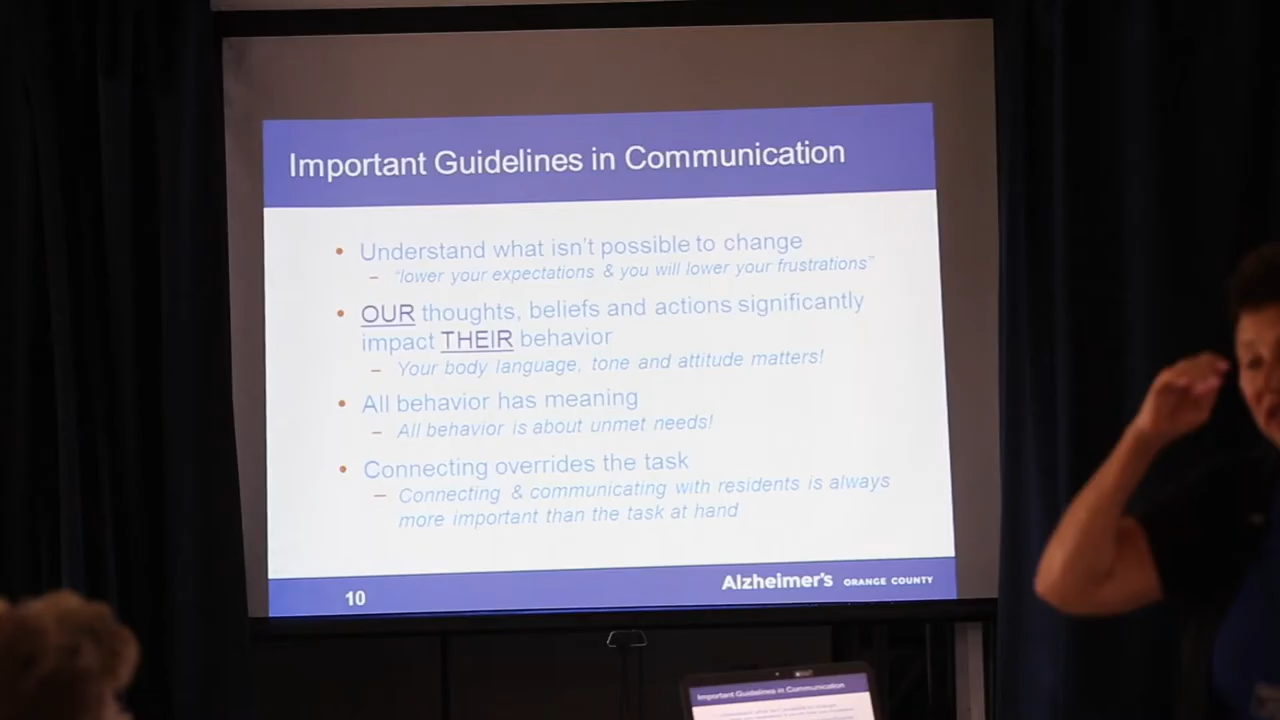 Important Guidelines in Communication
• Understand what isn't possible to change
– "lower your expectations & you will lower your frustrations"
• OUR thoughts, beliefs and actions significantly
impact THEIR behavior
– Your body language, tone and attitude matters!
• All behavior has meaning
– All behavior is about unmet needs!
• Connecting overrides the task
– Connecting & communicating with residents is always
more important than the task at hand
10
Alzheimer's ORANGE COUNTY
Important Guidelines in Communication